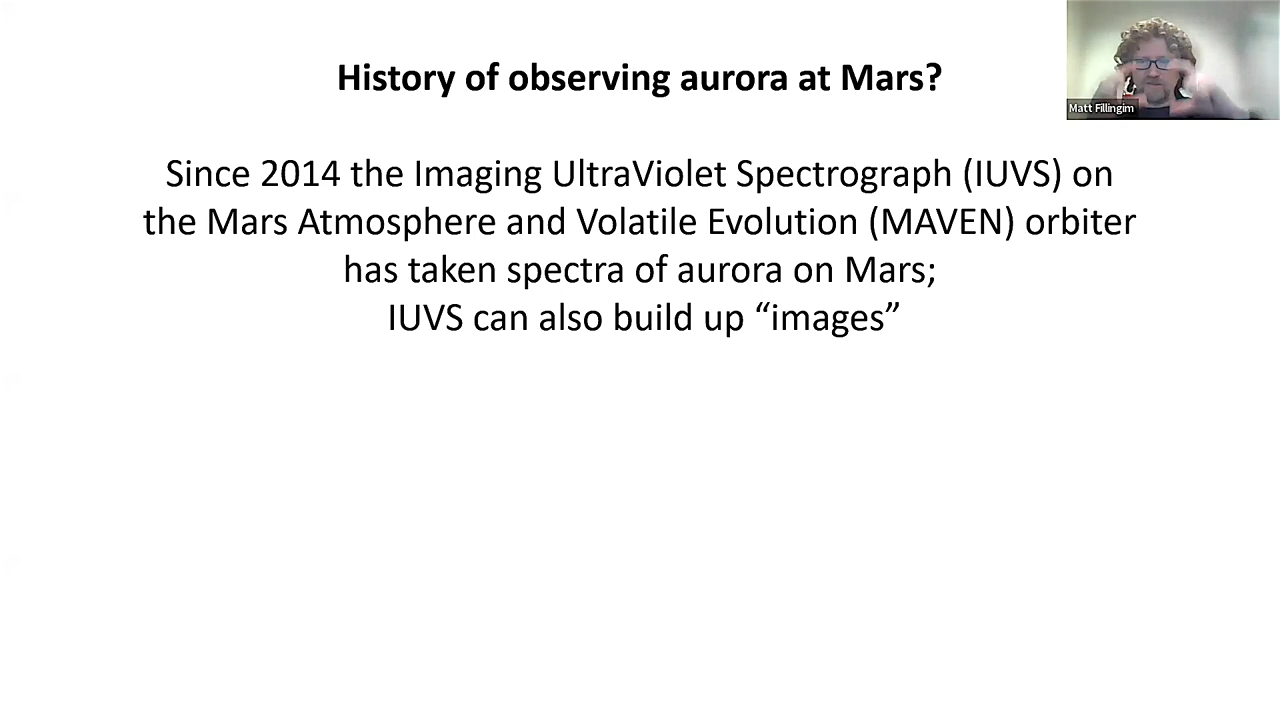 History of observing aurora at Mars?
Matt Fillingim
Since 2014 the Imaging UltraViolet Spectrograph (IUVS) on
the Mars Atmosphere and Volatile Evolution (MAVEN) orbiter
has taken spectra of aurora on Mars;
IUVS can also build up “images”